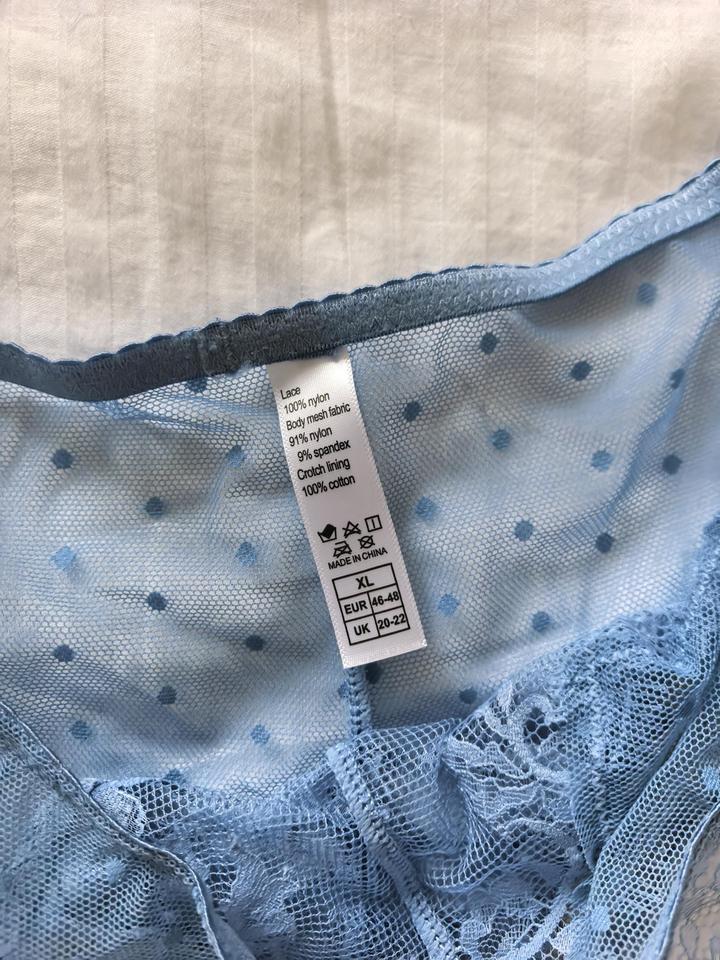 Lace
100% nylon
Body mesh fabric
91% nylon
9% spandex
Crotch lining
100% cotton
MADE IN CHINA
XL
EUR 46-48
UK 20-22